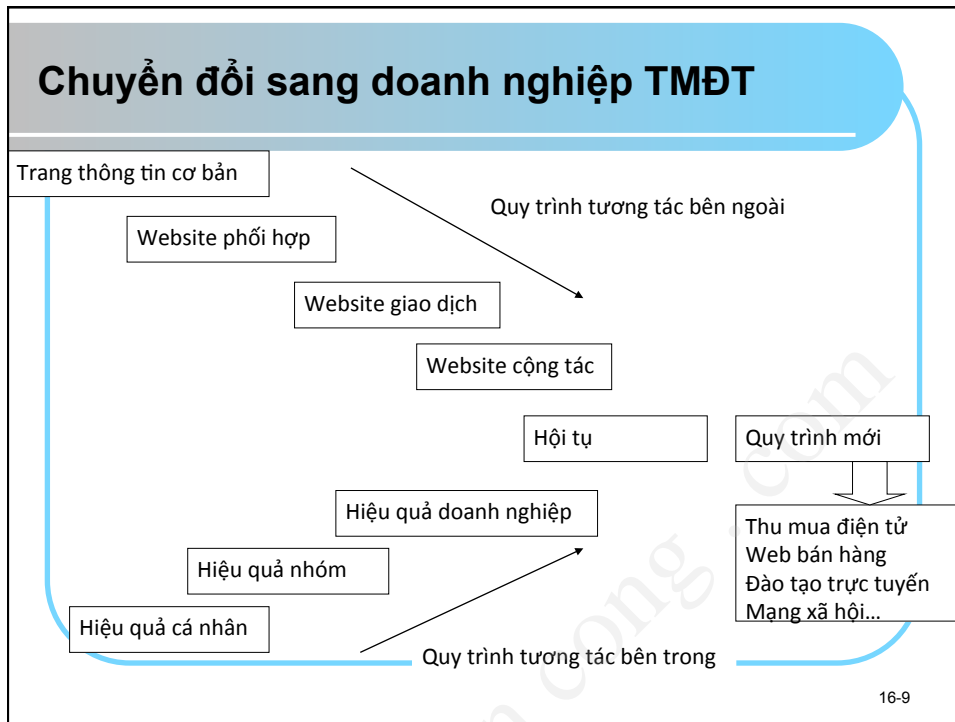 Chuyển đổi sang doanh nghiệp TMĐT
Trang thông tin cơ bản
Quy trình tương tác bên ngoài
Website phối hợp
Website giao dịch
Website cộng tác
Hội tụ
Quy trình mới
Hiệu quả doanh nghiệp
Thu mua điện tử
Web bán hàng
Đào tạo trực tuyến
Mạng xã hội...
Hiệu quả nhóm
Hiệu quả cá nhân
Quy trình tương tác bên trong
cong . com
16-9